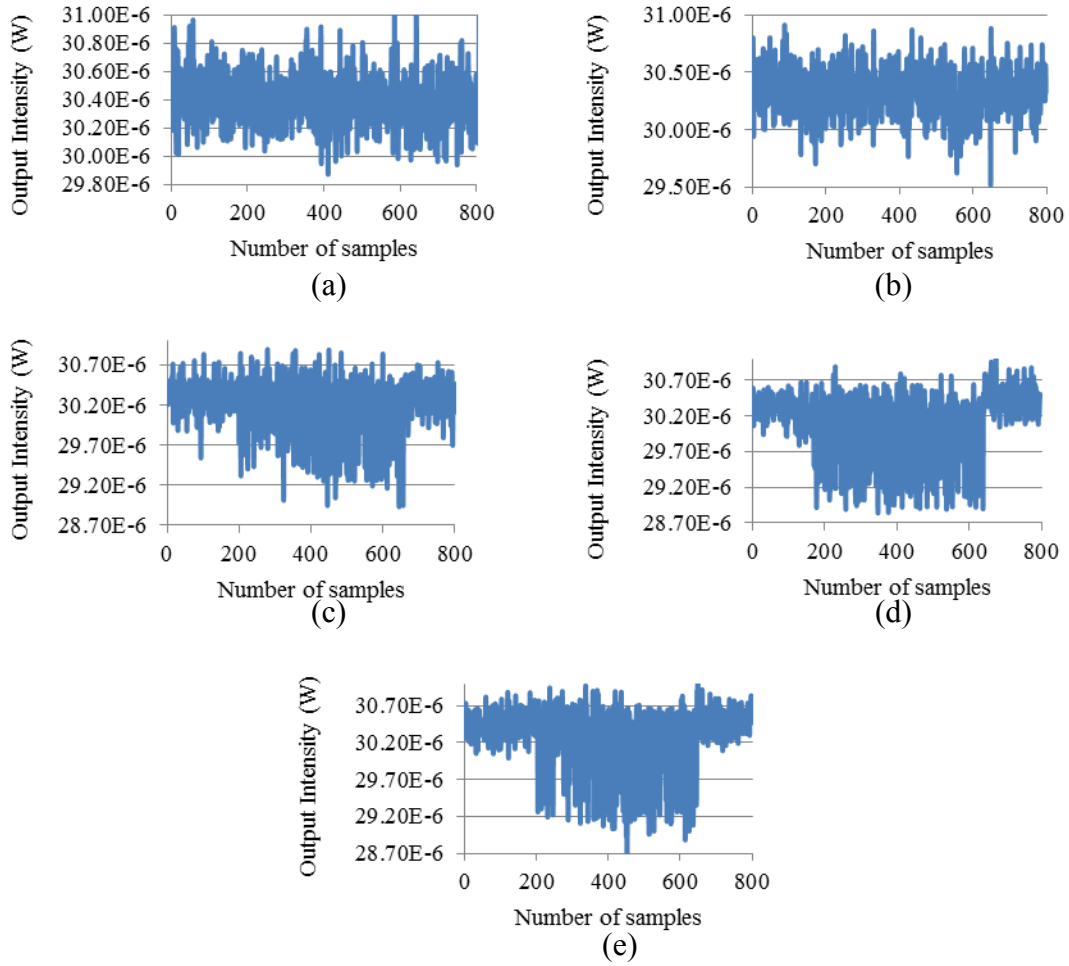 Output Intensity (W)
31.00E-6
30.80E-6
30.60E-6
30.40E-6
30.20E-6
30.00E-6
29.80E-6
0 200 400 600 800
Number of samples
(a)
Output Intensity (W)
31.00E-6
30.50E-6
30.00E-6
29.50E-6
0 200 400 600 800
Number of samples
(b)
Output Intensity (W)
30.70E-6
30.20E-6
29.70E-6
29.20E-6
28.70E-6
0 200 400 600 800
Number of samples
(c)
Output Intensity (W)
30.70E-6
30.20E-6
29.70E-6
29.20E-6
28.70E-6
0 200 400 600 800
Number of samples
(d)
Output Intensity (W)
30.70E-6
30.20E-6
29.70E-6
29.20E-6
28.70E-6
0 200 400 600 800
Number of samples
(e)